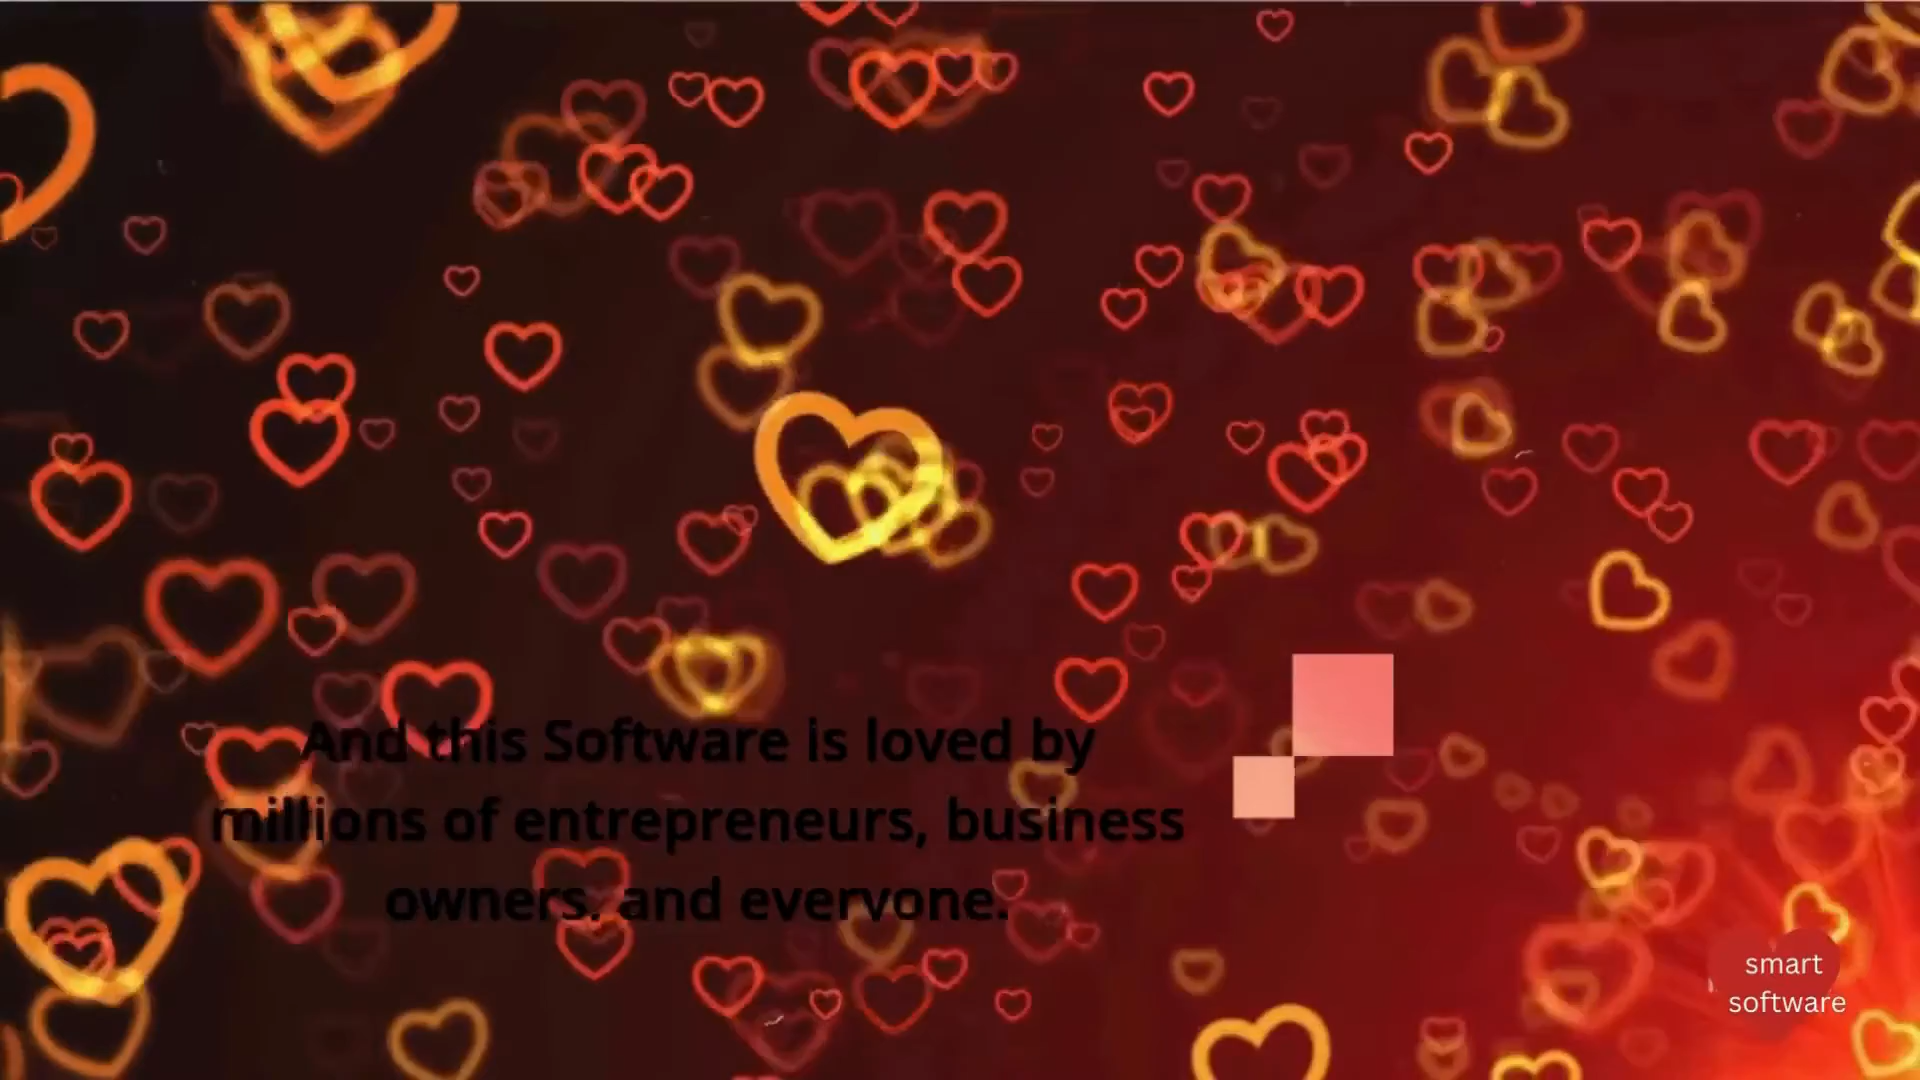 And this Software is loved by
millions of entrepreneurs, business
owners, and everyone.
smart
software